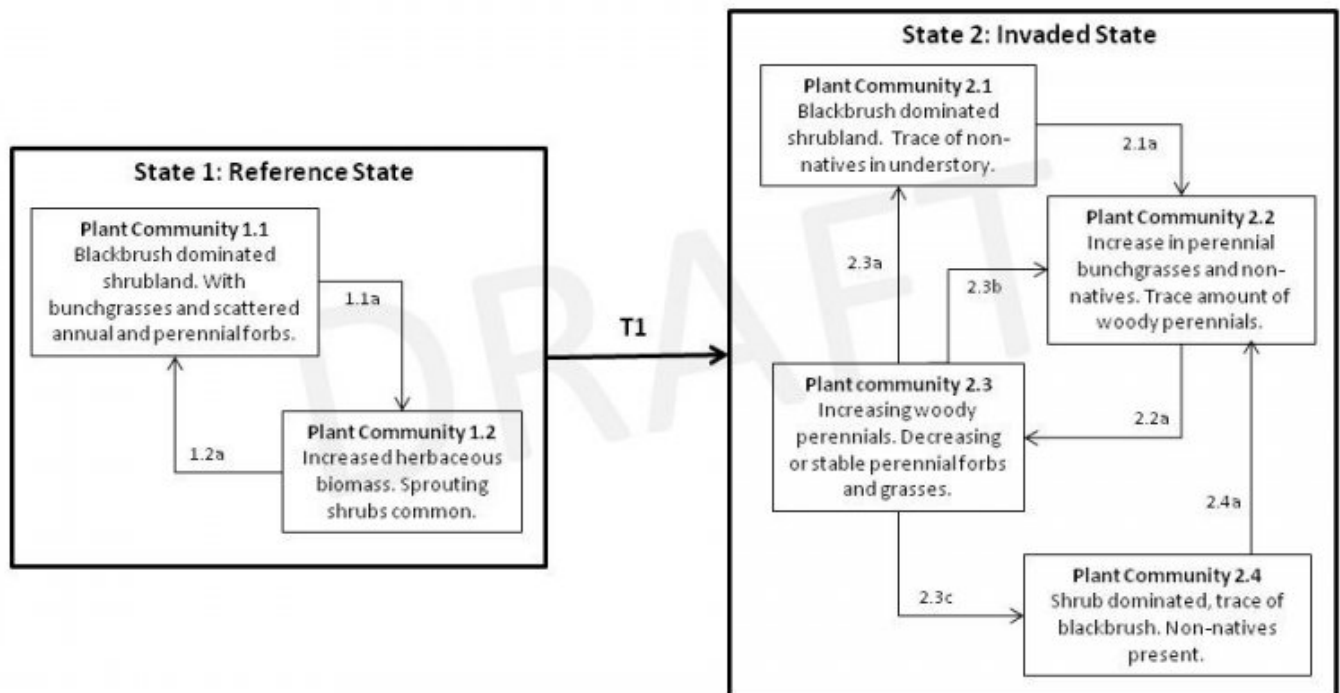 State 1: Reference State
Plant Community 1.1
Blackbrush dominated
shrubland. With
bunchgrasses and scattered
annual and perennial forbs.
1.1a
1.2a
Plant Community 1.2
Increased herbaceous
biomass. Sprouting
shrubs common.
T1
State 2: Invaded State
Plant Community 2.1
Blackbrush dominated
shrubland. Trace of non-
natives in understory.
2.1a
Plant Community 2.2
Increase in perennial
bunchgrasses and non-
natives. Trace amount of
woody perennials.
2.3a
2.3b
Plant community 2.3
Increasing woody
perennials. Decreasing
or stable perennial forbs
and grasses.
2.2a
2.4a
2.3c
Plant Community 2.4
Shrub dominated, trace of
blackbrush. Non-natives
present.
DRAFT